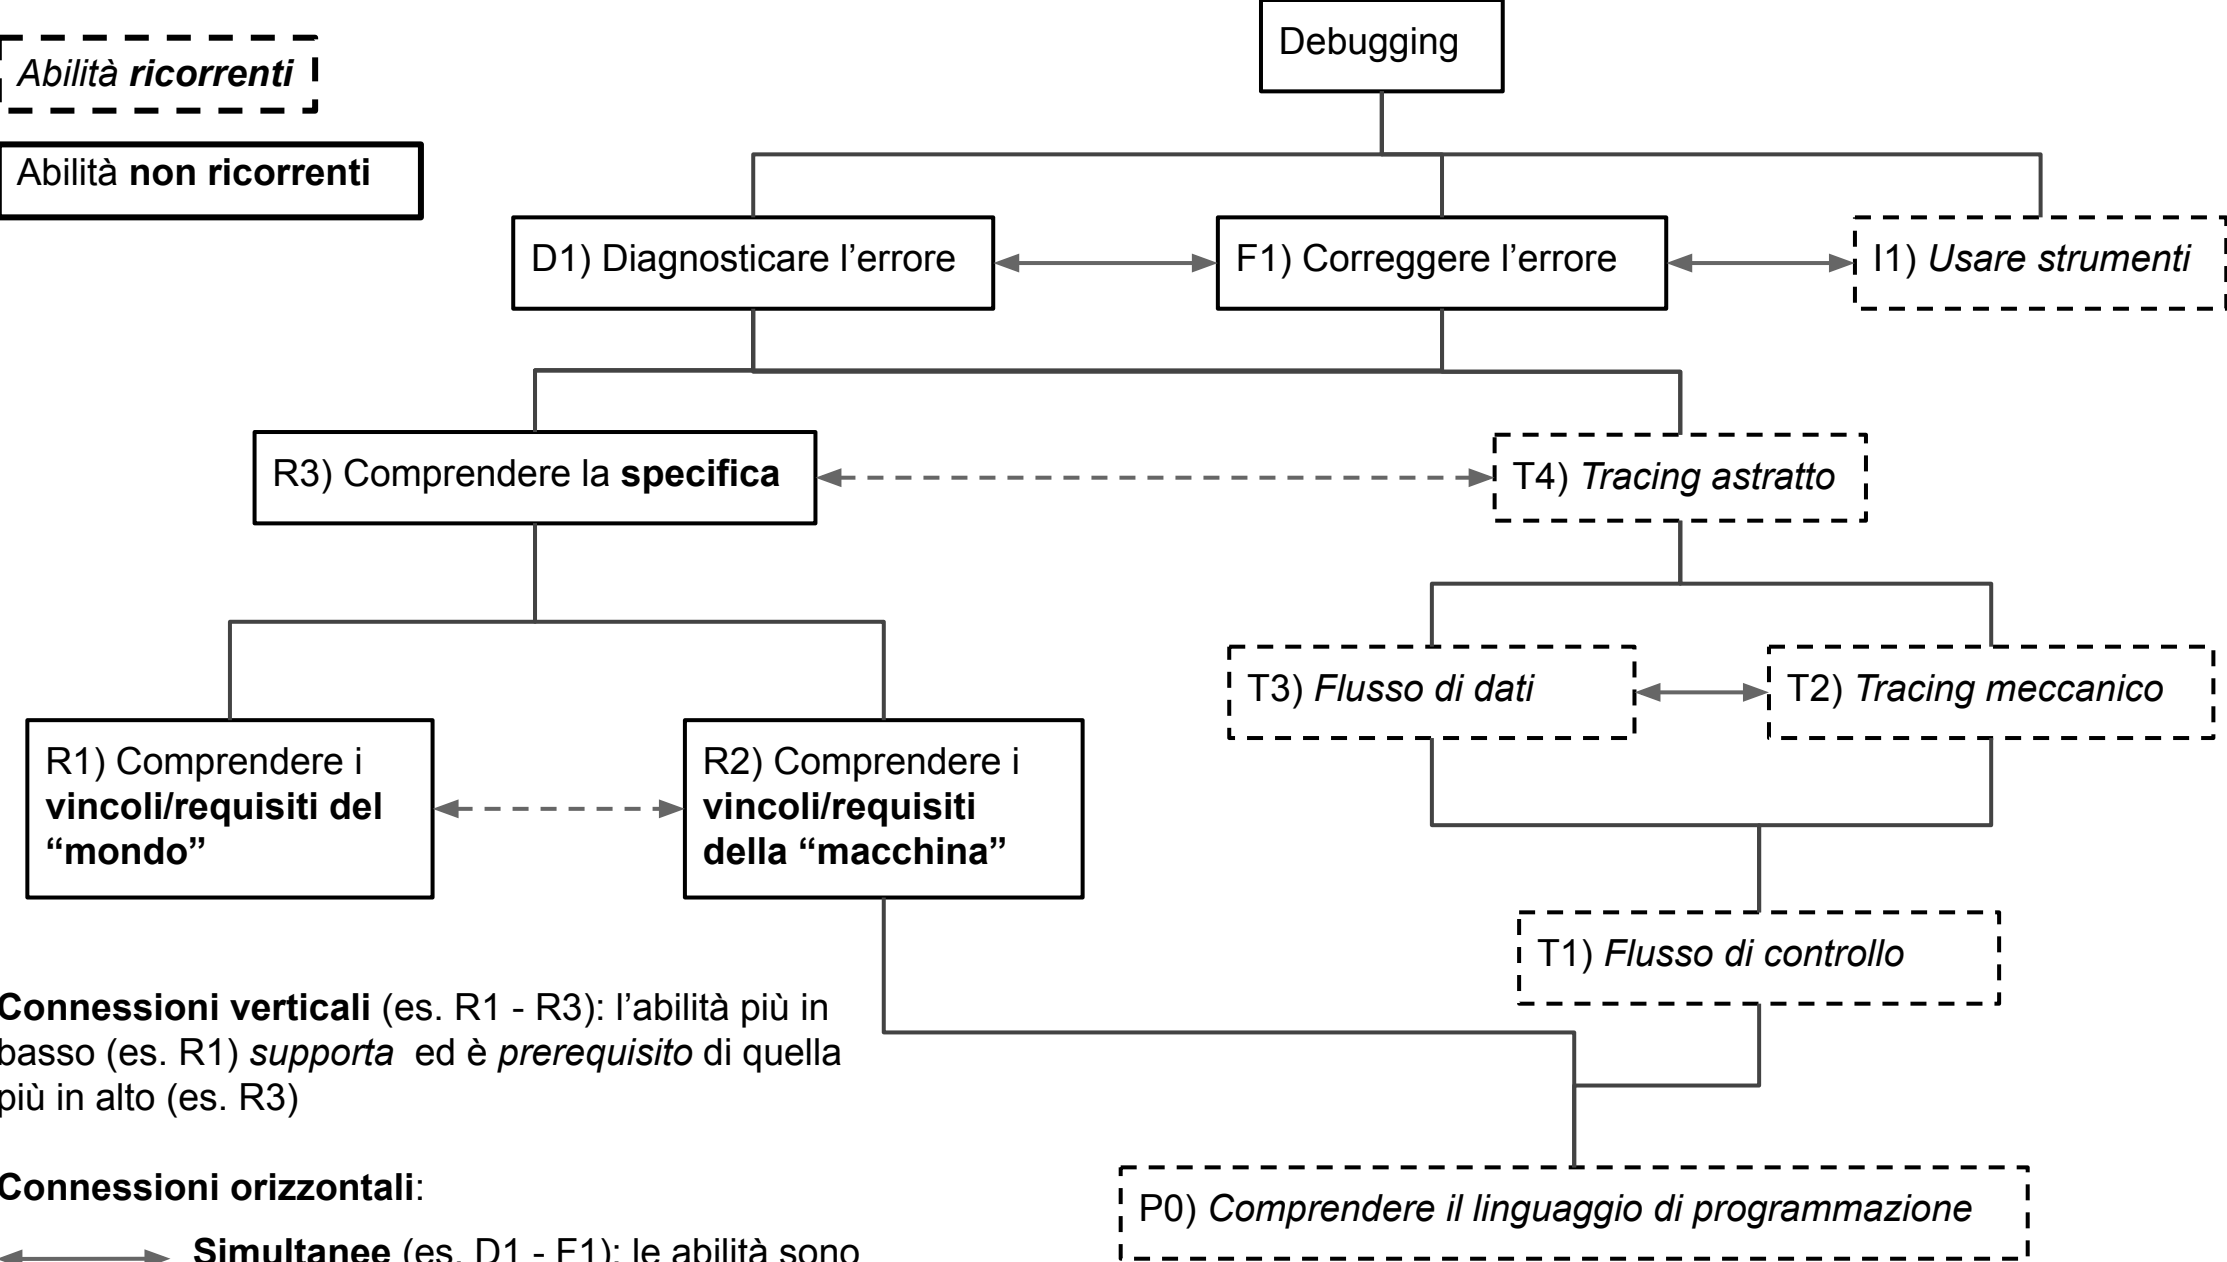 Debugging
Abilità ricorrenti
Abilità non ricorrenti
D1) Diagnosticare l’errore
F1) Correggere l’errore
I1) Usare strumenti
R3) Comprendere la specifica
T4) Tracing astratto
T3) Flusso di dati
T2) Tracing meccanico
R1) Comprendere i
vincoli/requisiti del
“mondo”
R2) Comprendere i
vincoli/requisiti
della “macchina”
T1) Flusso di controllo
Connessioni verticali (es. R1 - R3): l’abilità più in
basso (es. R1) supporta ed è prerequisito di quella
più in alto (es. R3)
Connessioni orizzontali:
P0) Comprendere il linguaggio di programmazione
Simultanee (es. D1 - F1): le abilità sono